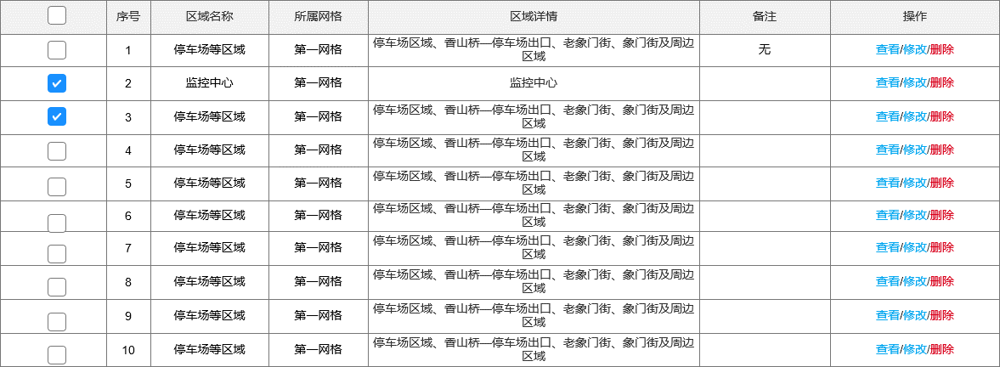 序号 区域名称 所属网格 区域详情 备注 操作
1 停车场等区域 第一网格 停车场区域、香山桥—停车场出口、老象门街、象门街及周边 无 查看/修改/删除
区域
2 监控中心 第一网格 监控中心 查看/修改/删除
3 停车场等区域 第一网格 停车场区域、香山桥—停车场出口、老象门街、象门街及周边 查看/修改/删除
区域
4 停车场等区域 第一网格 停车场区域、香山桥—停车场出口、老象门街、象门街及周边 查看/修改/删除
区域
5 停车场等区域 第一网格 停车场区域、香山桥—停车场出口、老象门街、象门街及周边 查看/修改/删除
区域
6 停车场等区域 第一网格 停车场区域、香山桥—停车场出口、老象门街、象门街及周边 查看/修改/删除
区域
7 停车场等区域 第一网格 停车场区域、香山桥—停车场出口、老象门街、象门街及周边 查看/修改/删除
区域
8 停车场等区域 第一网格 停车场区域、香山桥—停车场出口、老象门街、象门街及周边 查看/修改/删除
区域
9 停车场等区域 第一网格 停车场区域、香山桥—停车场出口、老象门街、象门街及周边 查看/修改/删除
区域
10 停车场等区域 第一网格 停车场区域、香山桥—停车场出口、老象门街、象门街及周边 查看/修改/删除
区域